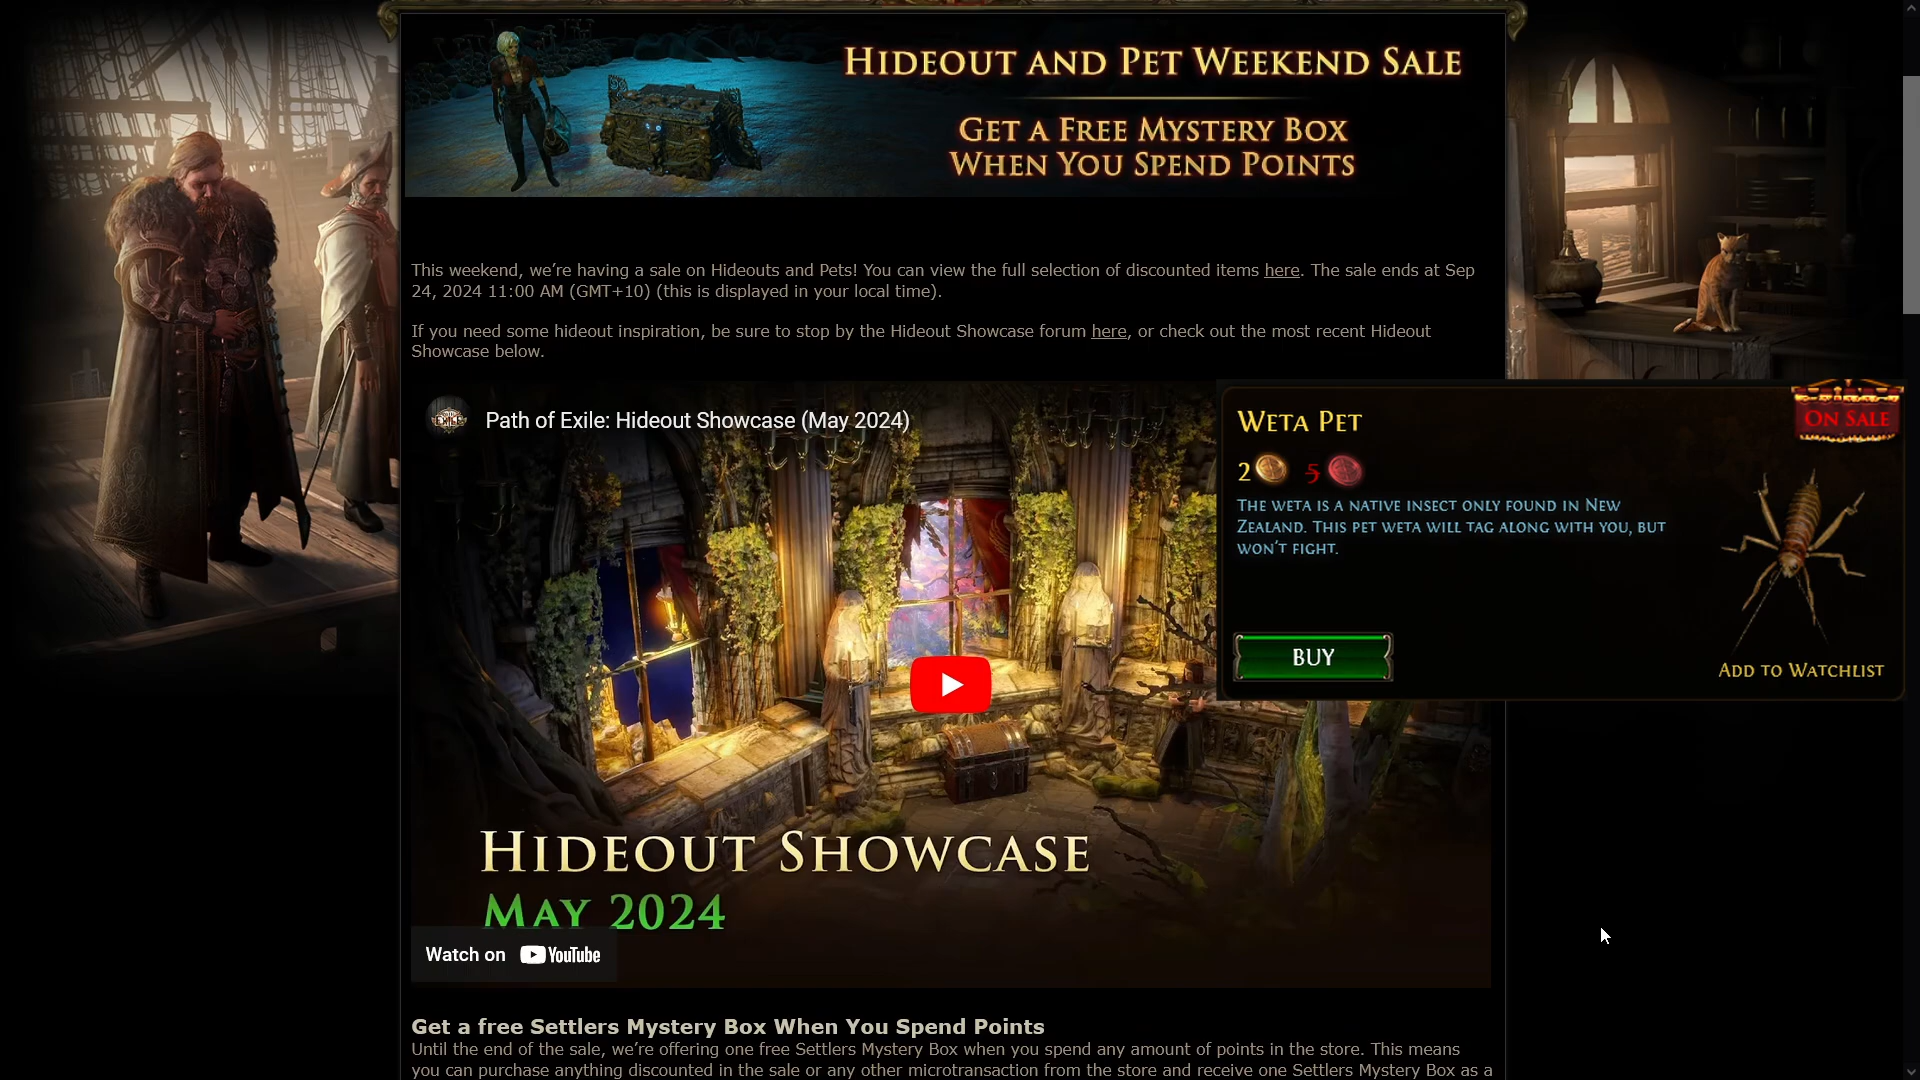 Hideout and Pet Weekend Sale
Get a Free Mystery Box
When You Spend Points
This weekend, we’re having a sale on Hideouts and Pets! You can view the full selection of discounted items here. The sale ends at Sep
24, 2024 11:00 AM (GMT+10) (this is displayed in your local time).
If you need some hideout inspiration, be sure to stop by the Hideout Showcase forum here, or check out the most recent Hideout
Showcase below.
Path of Exile: Hideout Showcase (May 2024)
Weta Pet
On Sale
2 5
The weta is a native insect only found in New
Zealand. This pet weta will tag along with you, but
won’t fight.
BUY
Add to Watchlist
Hideout Showcase
May 2024
Watch on YouTube
Get a free Settlers Mystery Box When You Spend Points
Until the end of the sale, we’re offering one free Settlers Mystery Box when you spend any amount of points in the store. This means
you can purchase anything discounted in the sale or any other microtransaction from the store and receive one Settlers Mystery Box as a